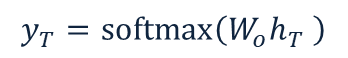 y_T = softmax(W_o h_T )